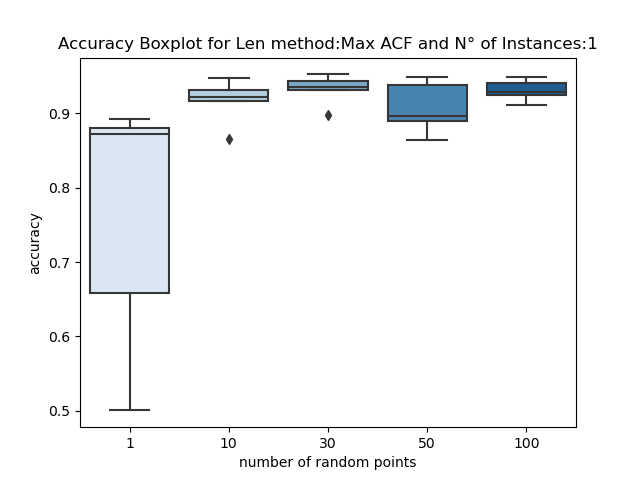 Accuracy Boxplot for Len method:Max ACF and N° of Instances:1
accuracy
0.9
0.8
0.7
0.6
0.5
1 10 30 50 100
number of random points